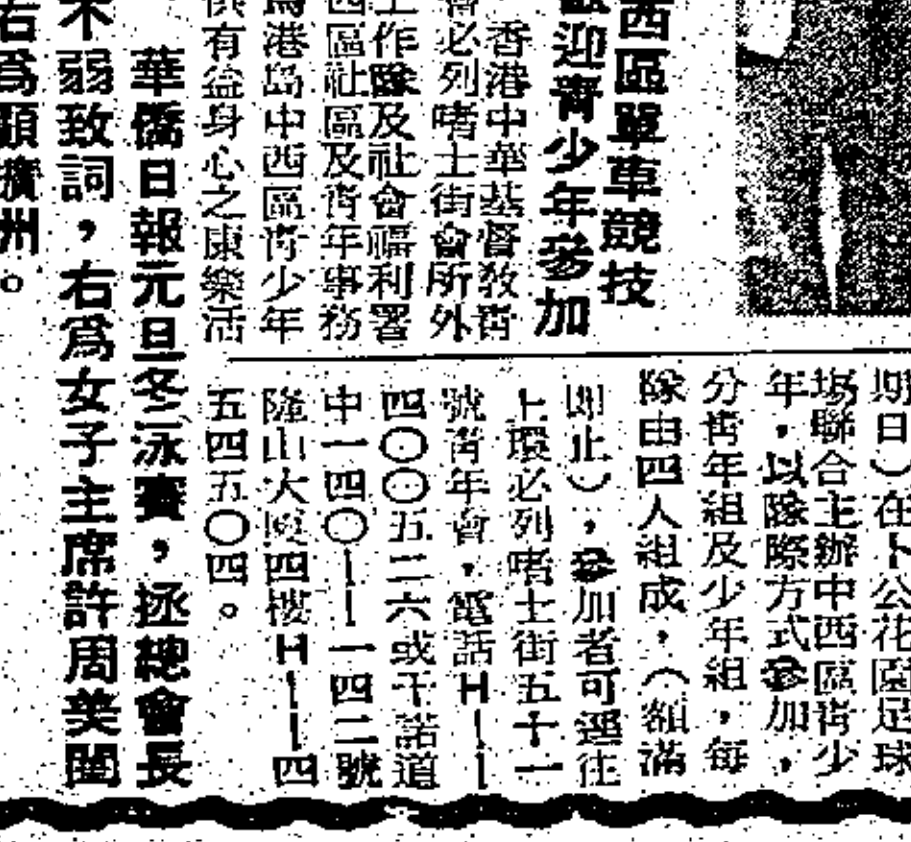 西區單車競技
歡迎青少年參加
香港中華基督教青
會必列啫士街會所外
工作隊及社會福利署
西區社區及青年事務
為港島中西區青少年
供有益身心之康樂活
期日）在卜公花園足球
場聯合主辦中西區青少
年，以隊際方式參加，
分青年組及少年組，每
隊由四人組成，（額滿
即止），參加者可逕往
上環必列啫士街五十一
號青年會，電話H—
四〇〇五二六或干諾道
中一四〇—一四二號
隆山大廈四樓H—四
五四五〇四。
華僑日報元旦冬泳賽，拯總會長
不弱致詞，右爲女子主席許周美
右爲
州。